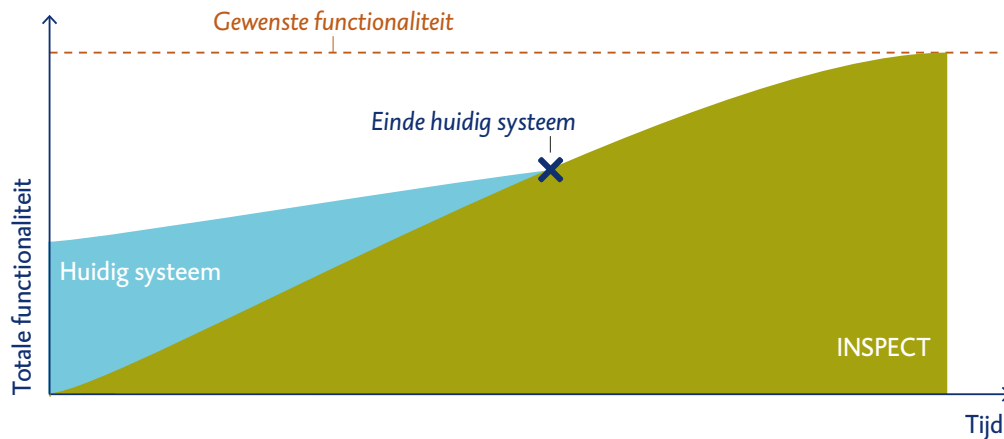 Gewenste functionaliteit
Einde huidig systeem
Totale functionaliteit
Huidig systeem
INSPECT
Tijd